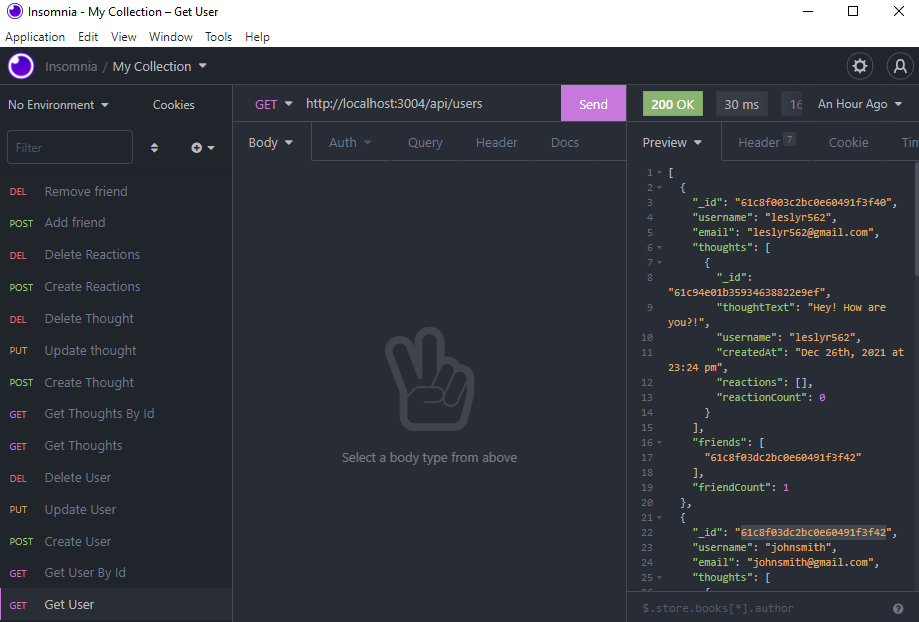 Insomnia - My Collection – Get User
Application Edit View Window Tools Help
Insomnia / My Collection
No Environment Cookies
Filter
DEL Remove friend
POST Add friend
DEL Delete Reactions
POST Create Reactions
DEL Delete Thought
PUT Update thought
POST Create Thought
GET Get Thoughts By Id
GET Get Thoughts
DEL Delete User
PUT Update User
POST Create User
GET Get User By Id
GET Get User
GET http://localhost:3004/api/users Send
Body Auth Query Header Docs
Select a body type from above
200 OK 30 ms 16 An Hour Ago
Preview Header 7 Cookie Tim
1 [
2 {
3 "_id": "61c8f003c2bc0e60491f3f40",
4 "username": "leslyr562",
5 "email": "leslyr562@gmail.com",
6 "thoughts": [
7 {
8 "_id":
"61c94e01b35934638822e9ef",
9 "thoughtText": "Hey! How are
you?!",
10 "username": "leslyr562",
11 "createdAt": "Dec 26th, 2021 at
23:24 pm",
12 "reactions": [],
13 "reactionCount": 0
14 }
15 ],
16 "friends": [
17 "61c8f03dc2bc0e60491f3f42"
18 ],
19 "friendCount": 1
20 },
21 {
22 "_id": "61c8f03dc2bc0e60491f3f42",
23 "username": "johnsmith",
24 "email": "johnsmith@gmail.com",
25 "thoughts": [
$.store.books[*].author